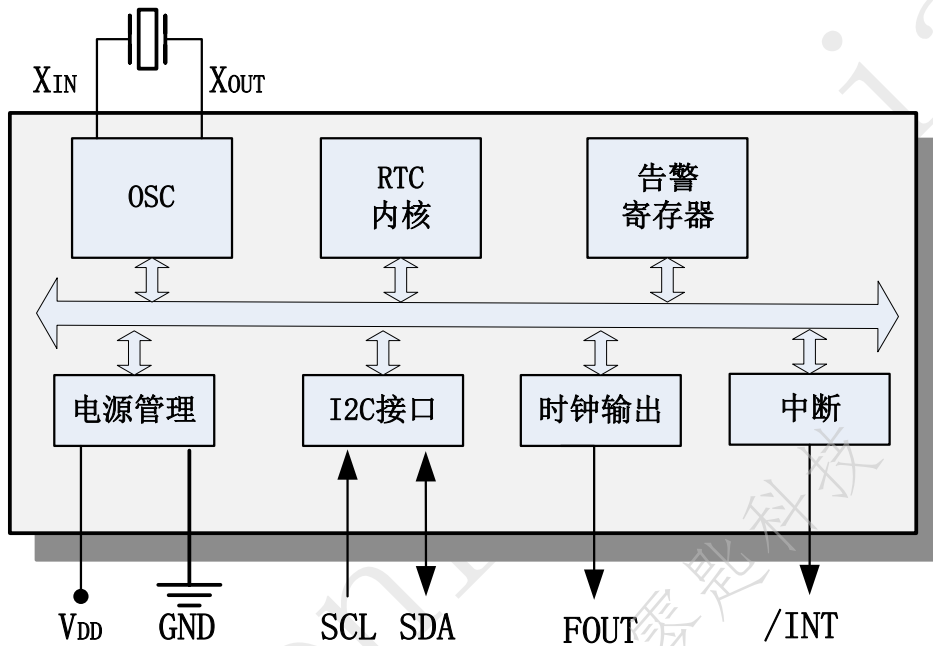 XIN
XOUT
OSC
RTC
内核
告警
寄存器
电源管理
I2C接口
时钟输出
中断
VDD
GND
SCL
SDA
FOUT
/INT